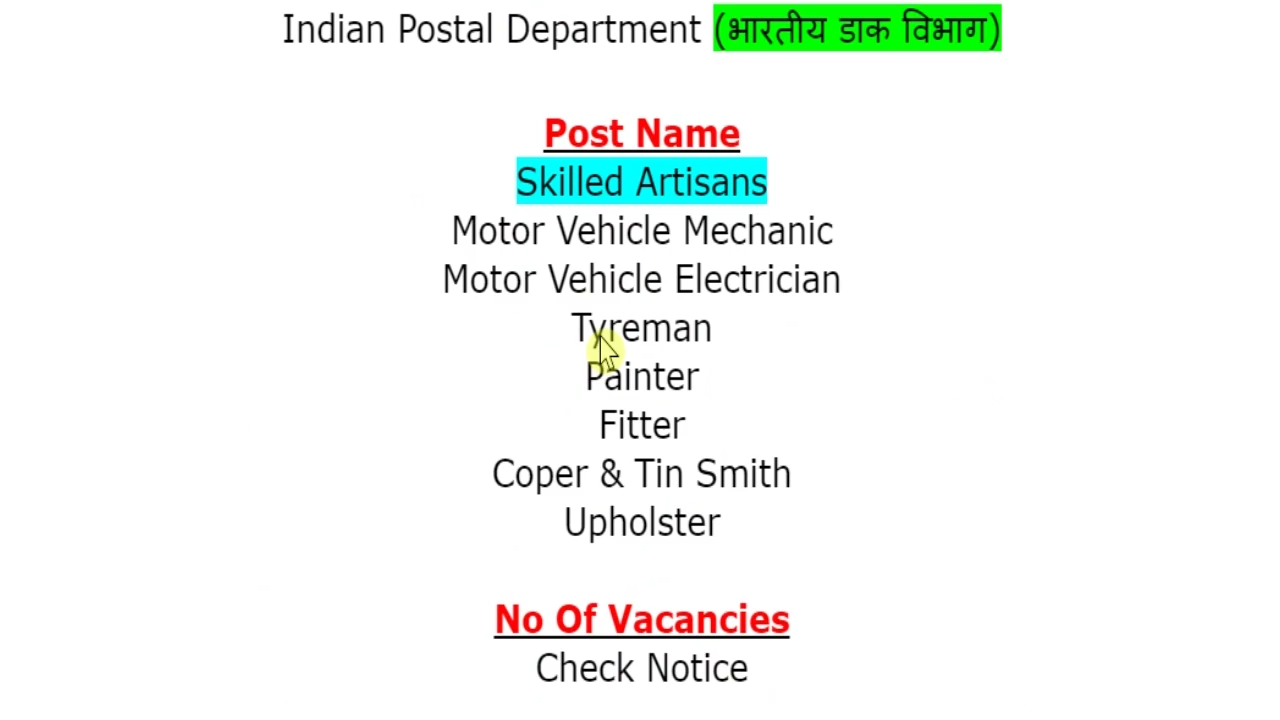 Indian Postal Department (भारतीय डाक विभाग)
Post Name
Skilled Artisans
Motor Vehicle Mechanic
Motor Vehicle Electrician
Tyreman
Painter
Fitter
Coper & Tin Smith
Upholster
No Of Vacancies
Check Notice